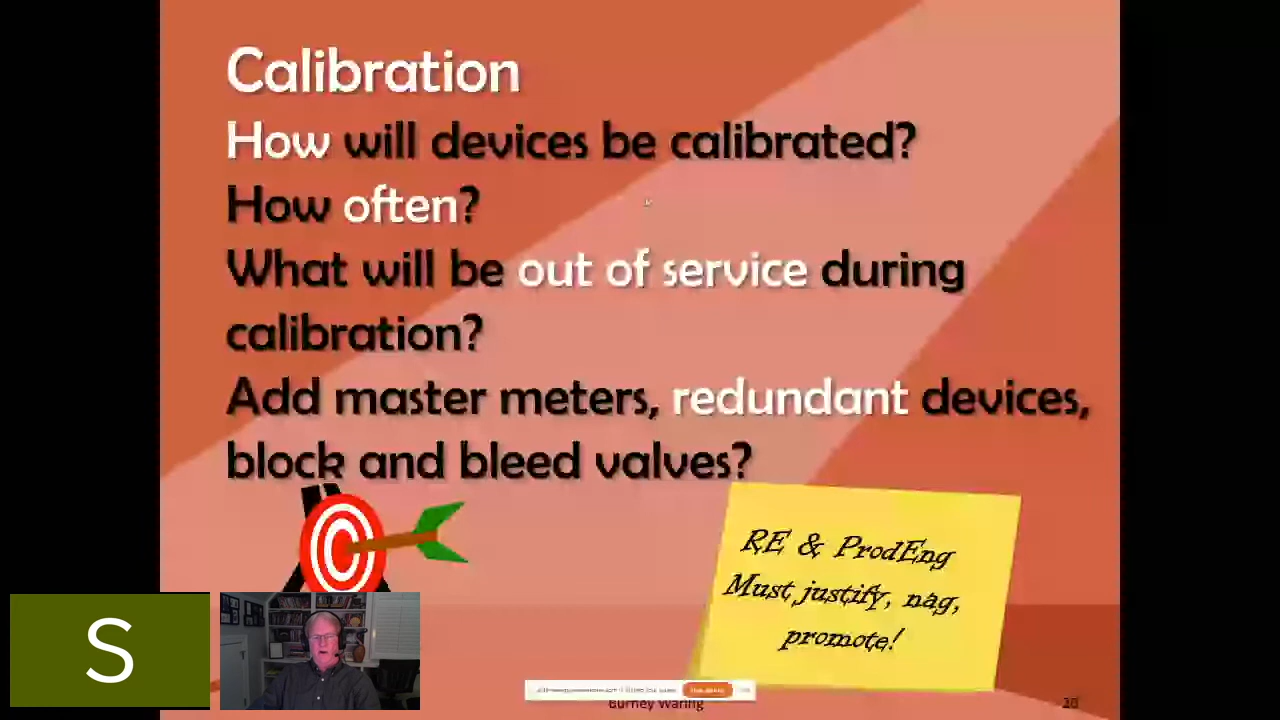 Calibration
How will devices be calibrated?
How often?
What will be out of service during
calibration?
Add master meters, redundant devices,
block and bleed valves?
RE & ProdEng
Must justify, nag,
promote!
S
Burney Waring